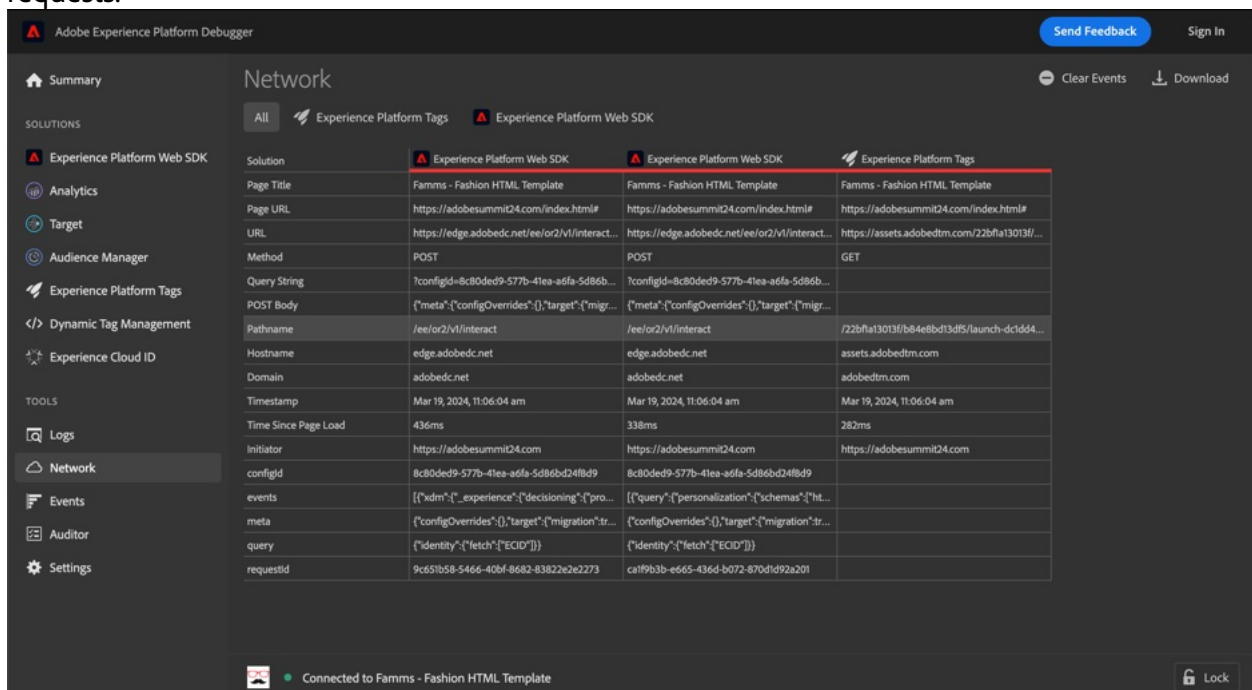 requests.
Adobe Experience Platform Debugger
Send Feedback
Sign In
Summary
SOLUTIONS
Experience Platform Web SDK
Analytics
Target
Audience Manager
Experience Platform Tags
Dynamic Tag Management
Experience Cloud ID
TOOLS
Logs
Network
Events
Auditor
Settings
Network
Clear Events
Download
All Experience Platform Tags Experience Platform Web SDK
Solution Experience Platform Web SDK Experience Platform Web SDK Experience Platform Tags
Page Title Famms - Fashion HTML Template Famms - Fashion HTML Template Famms - Fashion HTML Template
Page URL https://adobesummit24.com/index.html# https://adobesummit24.com/index.html# https://adobesummit24.com/index.html#
URL https://edge.adobedc.net/ee/or2/v1/interact... https://edge.adobedc.net/ee/or2/v1/interact... https://assets.adobedtm.com/22bf1a13013f/...
Method POST POST GET
Query String ?configId=8c80ded9-577b-41ea-a6fa-5d86b... ?configId=8c80ded9-577b-41ea-a6fa-5d86b...
POST Body {"meta":{"configOverrides":{},"target":{"migr... {"meta":{"configOverrides":{},"target":{"migr...
Pathname /ee/or2/v1/interact /ee/or2/v1/interact /22bf1a13013f/b84e8bd13df5/launch-dc1dd4...
Hostname edge.adobedc.net edge.adobedc.net assets.adobedtm.com
Domain adobedc.net adobedc.net adobedtm.com
Timestamp Mar 19, 2024, 11:06:04 am Mar 19, 2024, 11:06:04 am Mar 19, 2024, 11:06:04 am
Time Since Page Load 436ms 338ms 282ms
Initiator https://adobesummit24.com https://adobesummit24.com https://adobesummit24.com
configId 8c80ded9-577b-41ea-a6fa-5d86bd24f8d9 8c80ded9-577b-41ea-a6fa-5d86bd24f8d9
events [{"xdm":{"_experience":{"decisioning":{"pro... [{"query":{"personalization":{"schemas":["ht...
meta {"configOverrides":{},"target":{"migration":tr... {"configOverrides":{},"target":{"migration":tr...
query {"identity":{"fetch":["ECID"]}} {"identity":{"fetch":["ECID"]}}
requestId 9c651b58-5466-40bf-8682-83822e2e2273 ca1f9b3b-e665-436d-b072-870d1d92a201
Connected to Famms - Fashion HTML Template
Lock